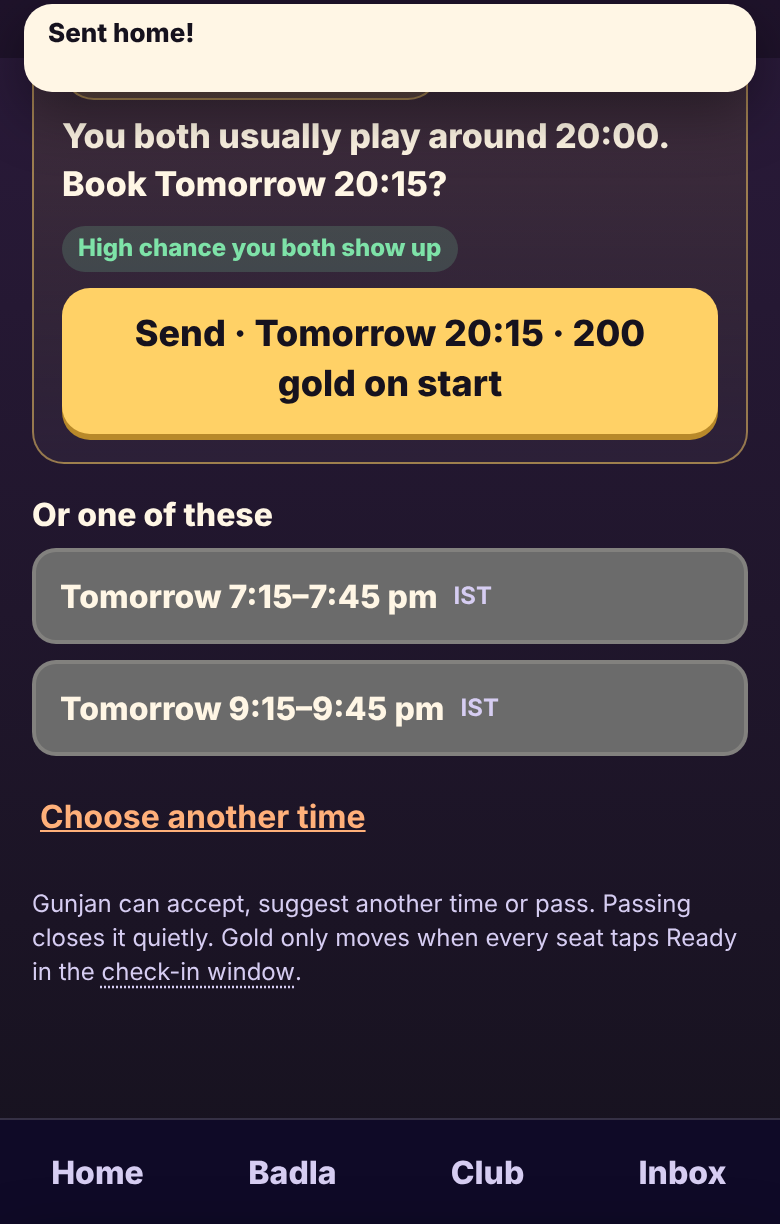 Sent home!
You both usually play around 20:00.
Book Tomorrow 20:15?
High chance you both show up
Send · Tomorrow 20:15 · 200
gold on start
Or one of these
Tomorrow 7:15–7:45 pm IST
Tomorrow 9:15–9:45 pm IST
Choose another time
Gunjan can accept, suggest another time or pass. Passing
closes it quietly. Gold only moves when every seat taps Ready
in the check-in window.
Home Badla Club Inbox